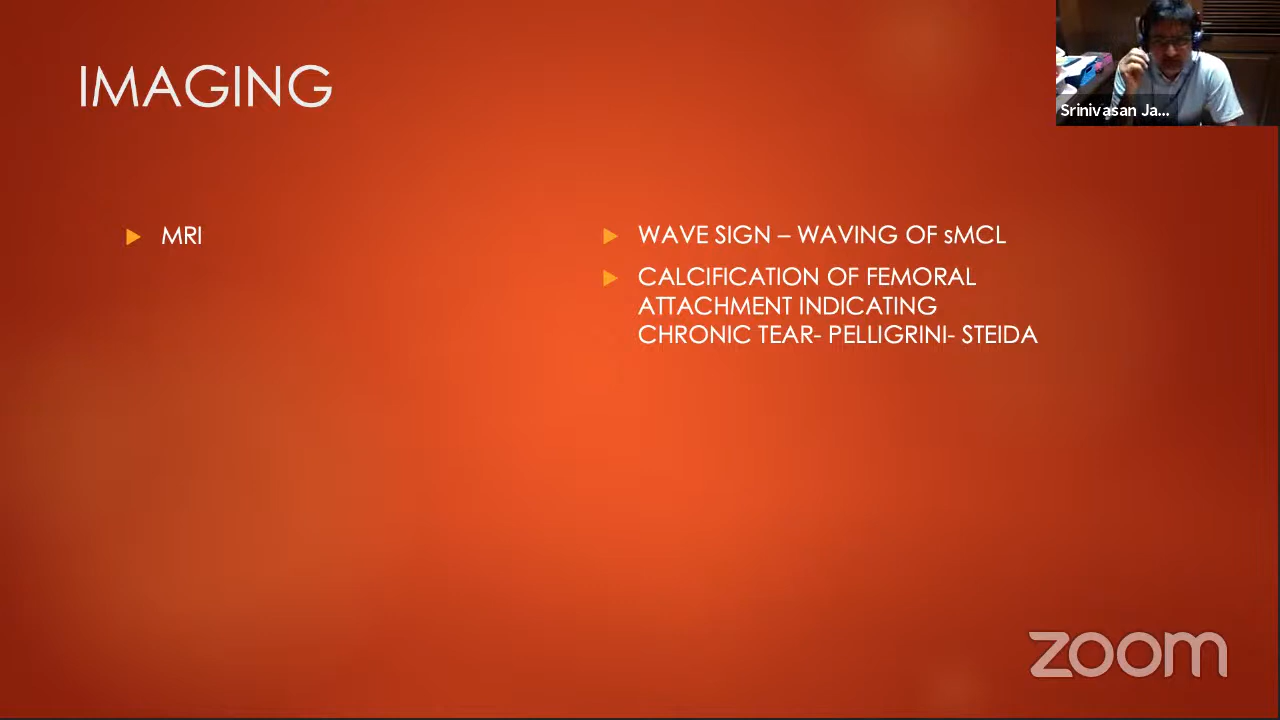 IMAGING
Srinivasan Ja...
MRI
WAVE SIGN – WAVING OF sMCL
CALCIFICATION OF FEMORAL
ATTACHMENT INDICATING
CHRONIC TEAR- PELLIGRINI- STEIDA
zoom